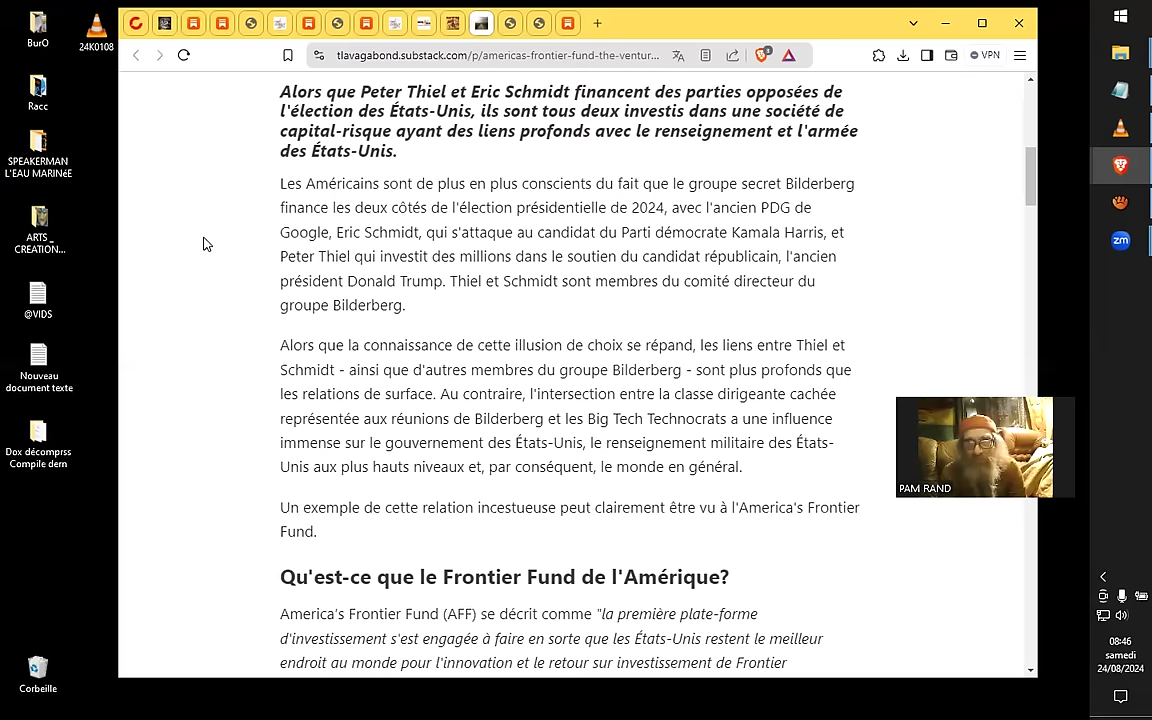 BurO
24K0108
Racc
SPEAKERMAN
L'EAU MARINéE
ARTS _
CREATION...
@VIDS
Nouveau
document texte
Dox décomprss
Compile dern
Corbeille
tlavagabond.substack.com/p/americas-frontier-fund-the-ventur...
VPN
Alors que Peter Thiel et Eric Schmidt financent des parties opposées de
l'élection des États-Unis, ils sont tous deux investis dans une société de
capital-risque ayant des liens profonds avec le renseignement et l'armée
des États-Unis.
Les Américains sont de plus en plus conscients du fait que le groupe secret Bilderberg
finance les deux côtés de l'élection présidentielle de 2024, avec l'ancien PDG de
Google, Eric Schmidt, qui s'attaque au candidat du Parti démocrate Kamala Harris, et
Peter Thiel qui investit des millions dans le soutien du candidat républicain, l'ancien
président Donald Trump. Thiel et Schmidt sont membres du comité directeur du
groupe Bilderberg.
Alors que la connaissance de cette illusion de choix se répand, les liens entre Thiel et
Schmidt - ainsi que d'autres membres du groupe Bilderberg - sont plus profonds que
les relations de surface. Au contraire, l'intersection entre la classe dirigeante cachée
représentée aux réunions de Bilderberg et les Big Tech Technocrats a une influence
immense sur le gouvernement des États-Unis, le renseignement militaire des États-
Unis aux plus hauts niveaux et, par conséquent, le monde en général.
Un exemple de cette relation incestueuse peut clairement être vu à l'America's Frontier
Fund.
Qu'est-ce que le Frontier Fund de l'Amérique?
America's Frontier Fund (AFF) se décrit comme "la première plate-forme
d'investissement s'est engagée à faire en sorte que les États-Unis restent le meilleur
endroit au monde pour l'innovation et le retour sur investissement de Frontier
PAM RAND
zm
08:46
samedi
24/08/2024